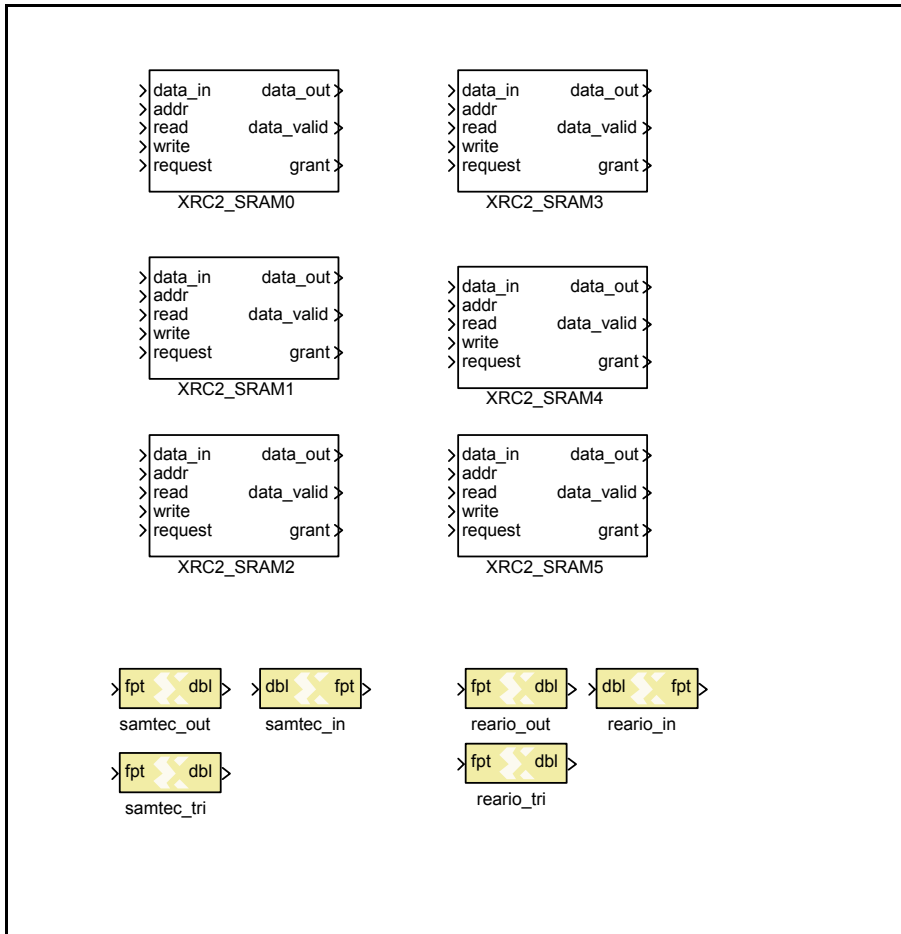 data_in data_out
addr
read data_valid
write
request grant
XRC2_SRAM0
data_in data_out
addr
read data_valid
write
request grant
XRC2_SRAM3
data_in data_out
addr
read data_valid
write
request grant
XRC2_SRAM1
data_in data_out
addr
read data_valid
write
request grant
XRC2_SRAM4
data_in data_out
addr
read data_valid
write
request grant
XRC2_SRAM2
data_in data_out
addr
read data_valid
write
request grant
XRC2_SRAM5
fpt dbl
samtec_out
dbl fpt
samtec_in
fpt dbl
reario_out
dbl fpt
reario_in
fpt dbl
samtec_tri
fpt dbl
reario_tri